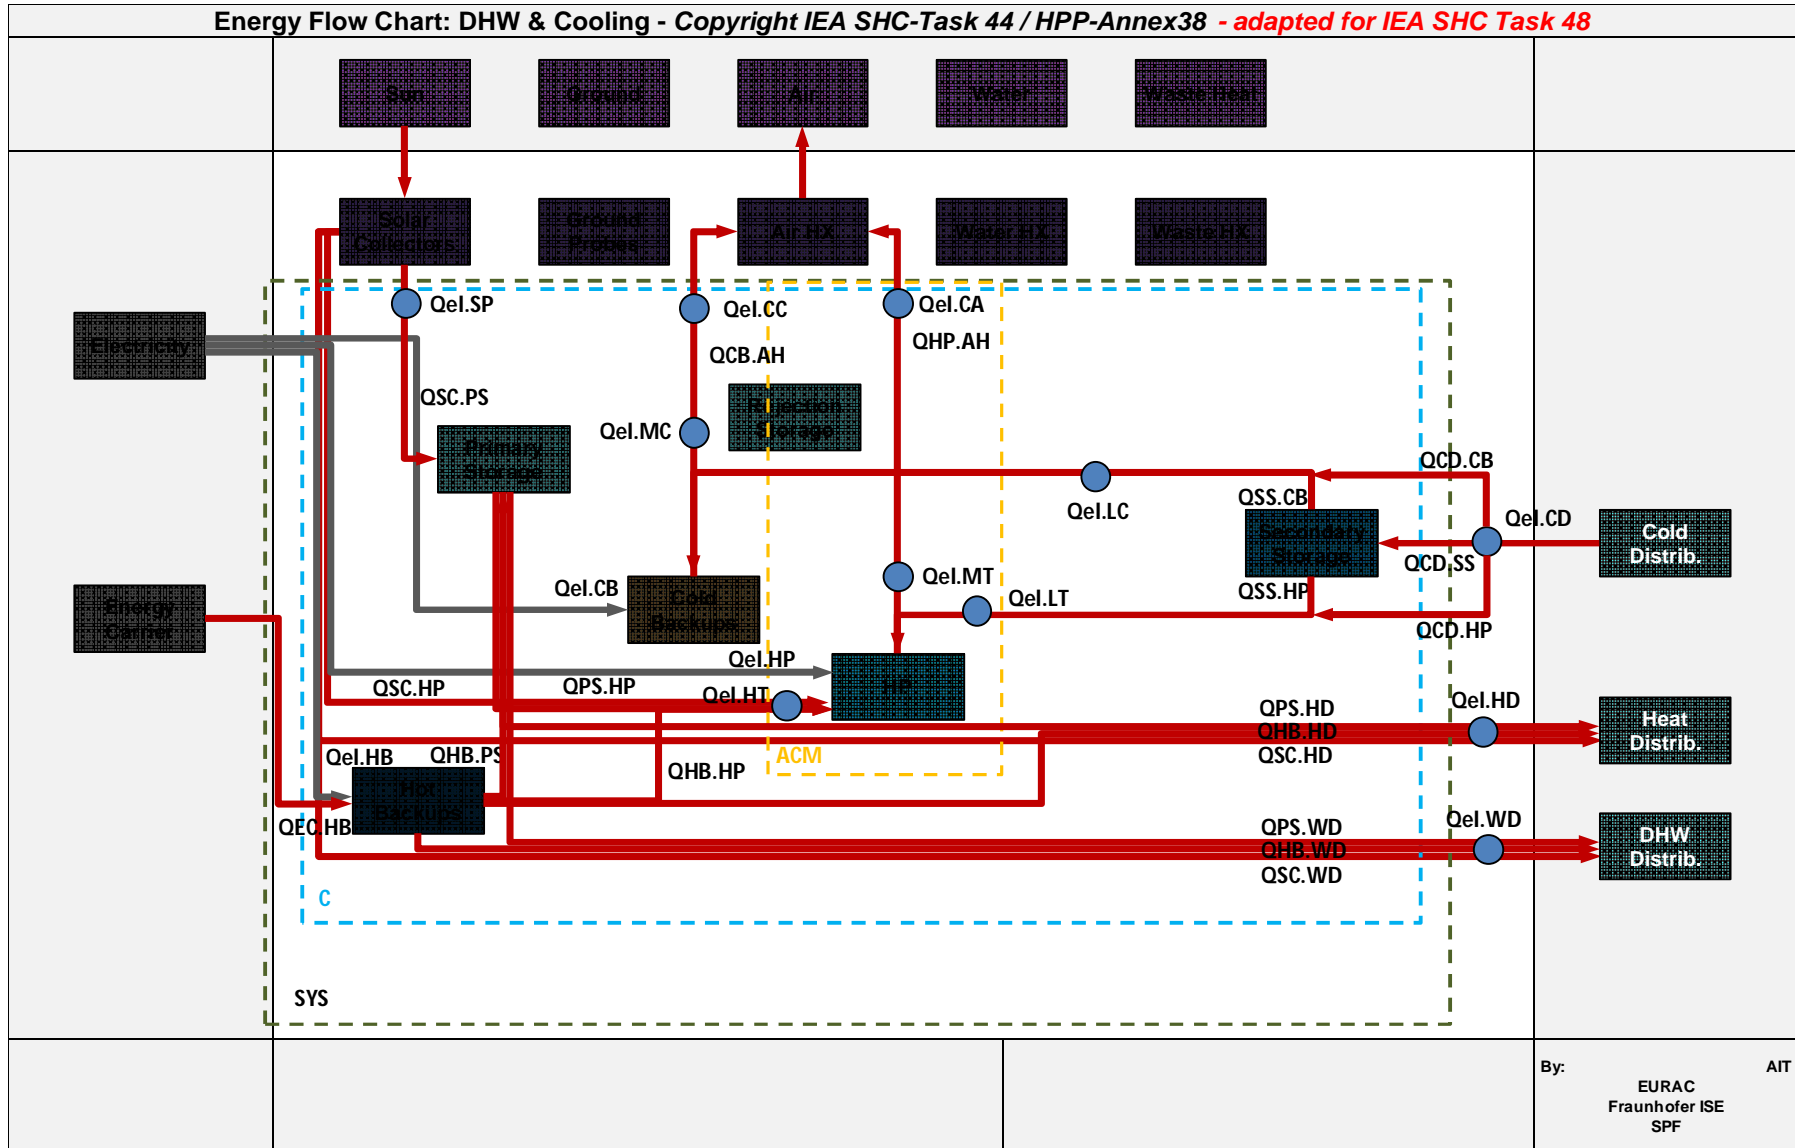 Energy Flow Chart: DHW & Cooling - Copyright IEA SHC-Task 44 / HPP-Annex38 - adapted for IEA SHC Task 48
Sun
Ground
Air
Water
Waste Heat
Solar
Collectors
Ground
Probes
Air HX
Water HX
Waste HX
Qel.SP
Qel.CC
Qel.CA
Electricity
QCB.AH
QHP.AH
QSC.PS
Rejection
Storage
Qel.MC
Primary
Storage
QCD.CB
QSS.CB
Qel.LC
Qel.CD
Secondary
Storage
Cold
Distrib.
QCD.SS
Qel.MT
QSS.HP
Qel.CB
Cold
Backups
Qel.LT
Energy
Carrier
QCD.HP
Qel.HP
HP
QSC.HP
QPS.HP
Qel.HT
QPS.HD
Qel.HD
QHB.HD
QSC.HD
Heat
Distrib.
Qel.HB
QHB.PS
QHB.HP
ACM
Hot
Backups
QEC.HB
QPS.WD
Qel.WD
QHB.WD
QSC.WD
DHW
Distrib.
C
SYS
By: AIT
EURAC
Fraunhofer ISE
SPF